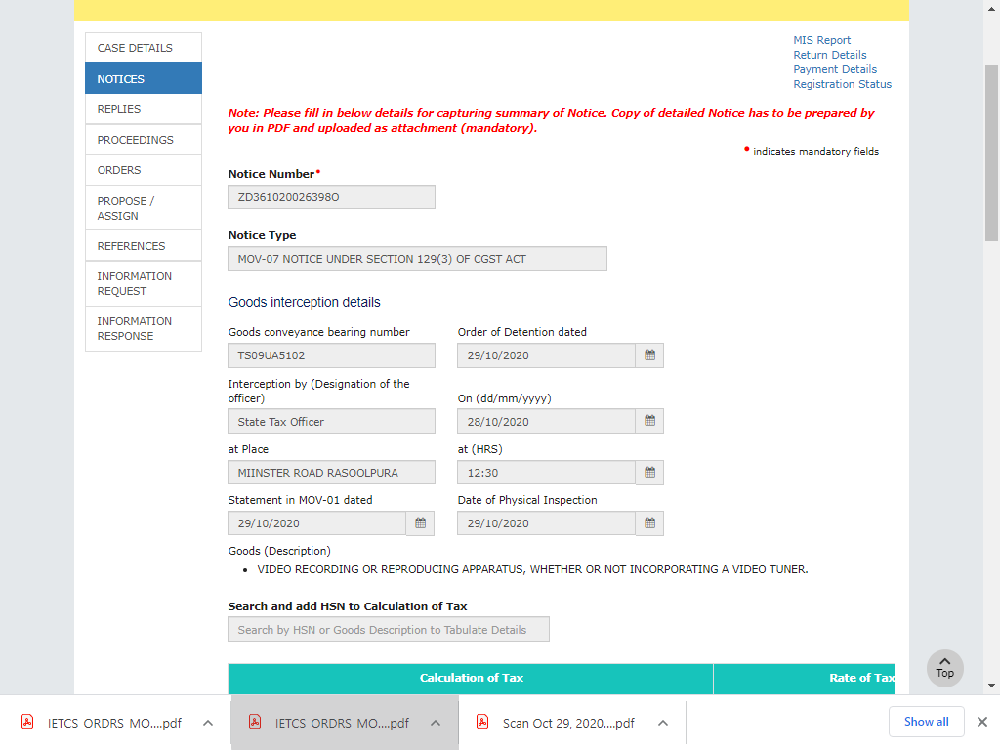 CASE DETAILS
NOTICES
REPLIES
PROCEEDINGS
ORDERS
PROPOSE /
ASSIGN
REFERENCES
INFORMATION
REQUEST
INFORMATION
RESPONSE
MIS Report
Return Details
Payment Details
Registration Status
Note: Please fill in below details for capturing summary of Notice. Copy of detailed Notice has to be prepared by
you in PDF and uploaded as attachment (mandatory).
• indicates mandatory fields
Notice Number•
ZD361020026398O
Notice Type
MOV-07 NOTICE UNDER SECTION 129(3) OF CGST ACT
Goods interception details
Goods conveyance bearing number
Order of Detention dated
TS09UA5102
29/10/2020
Interception by (Designation of the
officer)
On (dd/mm/yyyy)
State Tax Officer
28/10/2020
at Place
at (HRS)
MIINSTER ROAD RASOOLPURA
12:30
Statement in MOV-01 dated
Date of Physical Inspection
29/10/2020
29/10/2020
Goods (Description)
• VIDEO RECORDING OR REPRODUCING APPARATUS, WHETHER OR NOT INCORPORATING A VIDEO TUNER.
Search and add HSN to Calculation of Tax
Search by HSN or Goods Description to Tabulate Details
Calculation of Tax
Rate of Tax
Top
IETCS_ORDRS_MO....pdf
IETCS_ORDRS_MO....pdf
Scan Oct 29, 2020....pdf
Show all